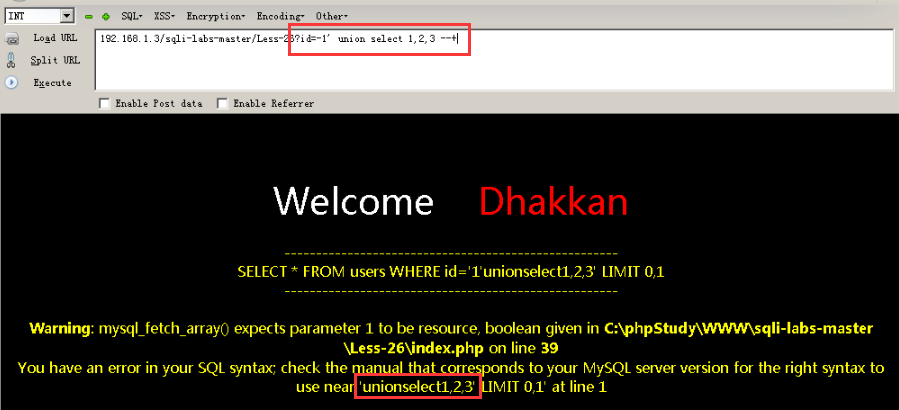 INT SQL▾ XSS▾ Encryption▾ Encoding▾ Other▾
Load URL
192.168.1.3/sqli-labs-master/Less-26?id=-1' union select 1,2,3 --+
Split URL
Execute
Enable Post data Enable Referrer
Welcome Dhakkan
---------------------------------------------------
SELECT * FROM users WHERE id='1'unionselect1,2,3' LIMIT 0,1
---------------------------------------------------
Warning: mysql_fetch_array() expects parameter 1 to be resource, boolean given in C:\phpStudy\WWW\sqli-labs-master
\Less-26\index.php on line 39
You have an error in your SQL syntax; check the manual that corresponds to your MySQL server version for the right syntax to
use near 'unionselect1,2,3' LIMIT 0,1' at line 1